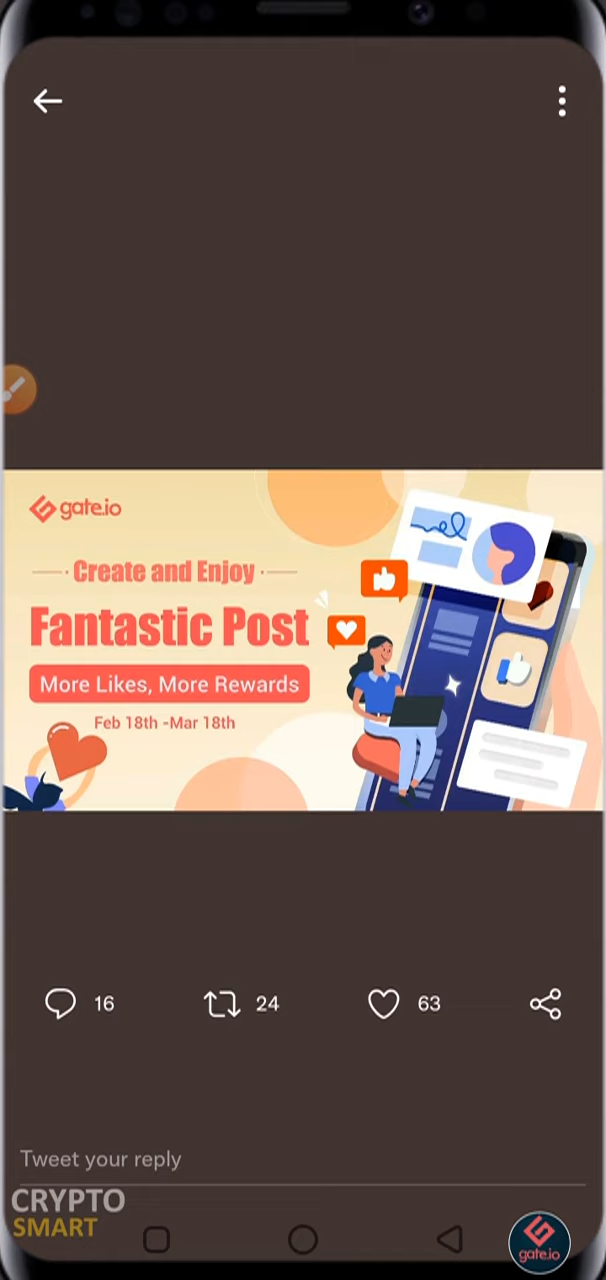 gate.io
Create and Enjoy
Fantastic Post
More Likes, More Rewards
Feb 18th -Mar 18th
16
24
63
Tweet your reply
CRYPTO
SMART
gate.io